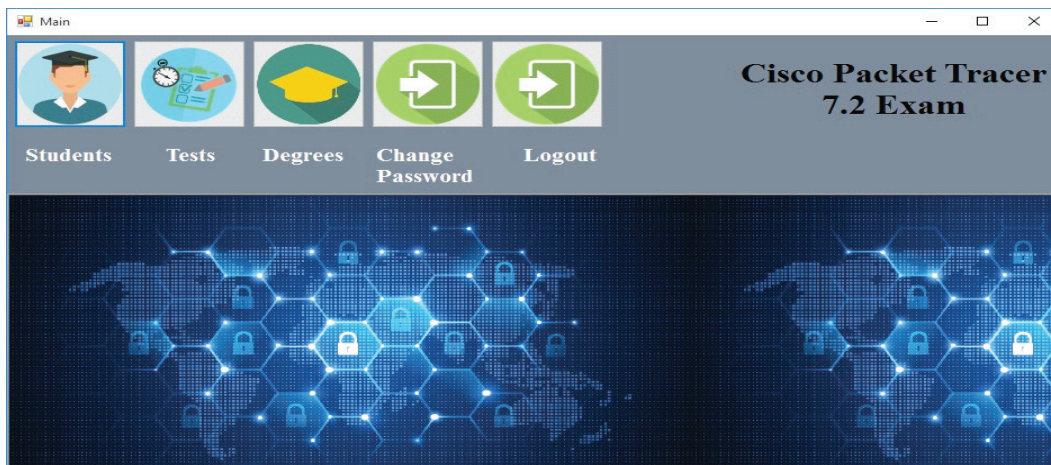 Main
Cisco Packet Tracer
7.2 Exam
Students
Tests
Degrees
Change
Password
Logout